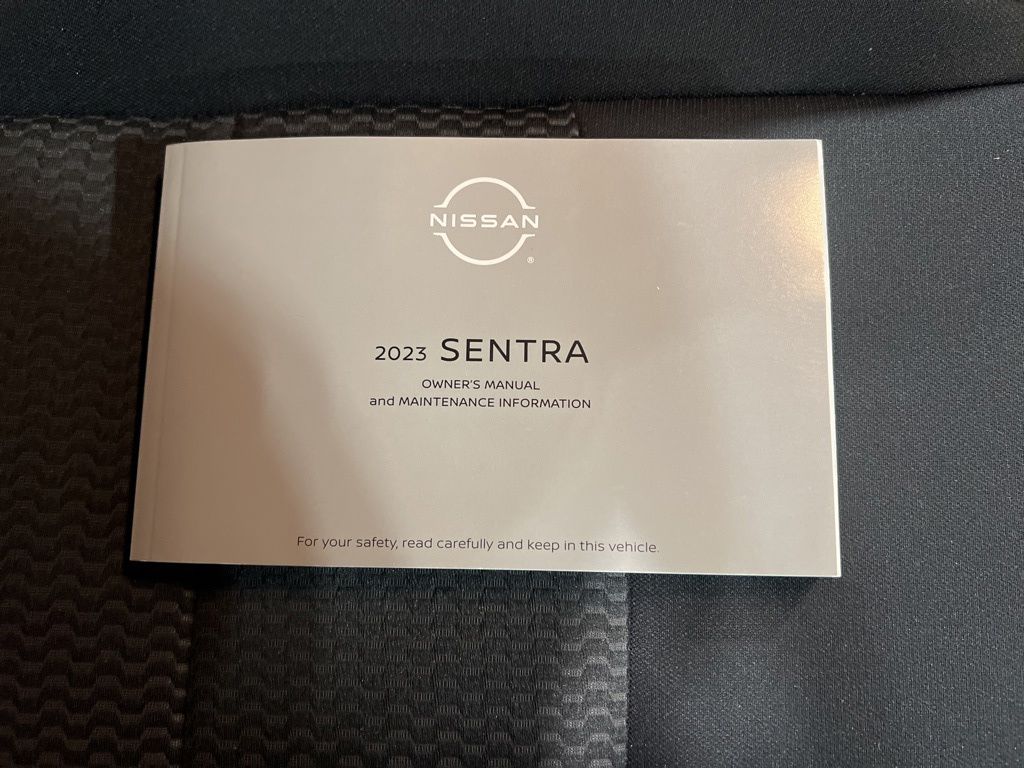 NISSAN
®
2023 SENTRA
OWNER'S MANUAL
and MAINTENANCE INFORMATION
For your safety, read carefully and keep in this vehicle.